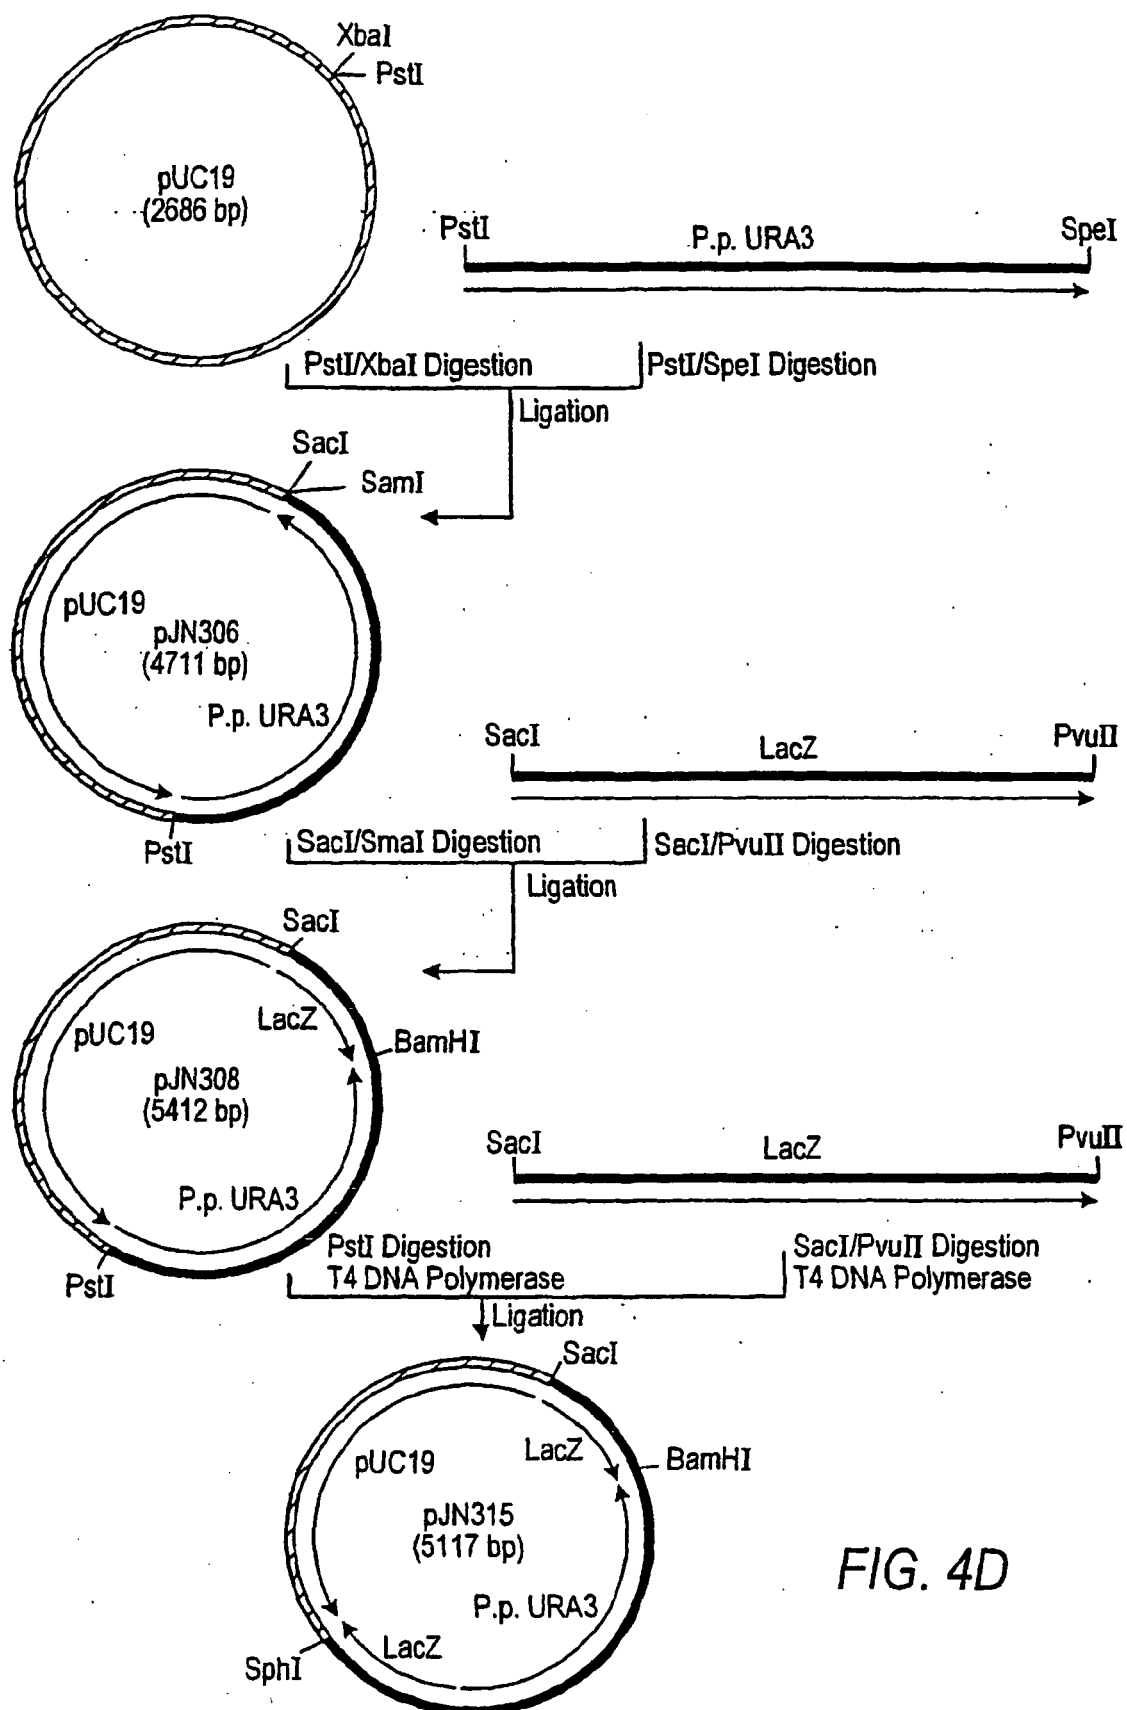 XbaI
PstI
pUC19
(2686 bp)
PstI
P.p. URA3
SpeI
PstI/XbaI Digestion
PstI/SpeI Digestion
Ligation
SacI
SamI
pUC19
pJN306
(4711 bp)
P.p. URA3
PstI
SacI
LacZ
PvuII
SacI/SmaI Digestion
SacI/PvuII Digestion
Ligation
SacI
LacZ
pUC19
BamHI
pJN308
(5412 bp)
P.p. URA3
PstI
SacI
LacZ
PvuII
PstI Digestion
T4 DNA Polymerase
SacI/PvuII Digestion
T4 DNA Polymerase
Ligation
SacI
LacZ
pUC19
BamHI
pJN315
(5117 bp)
P.p. URA3
LacZ
SphI
FIG. 4D